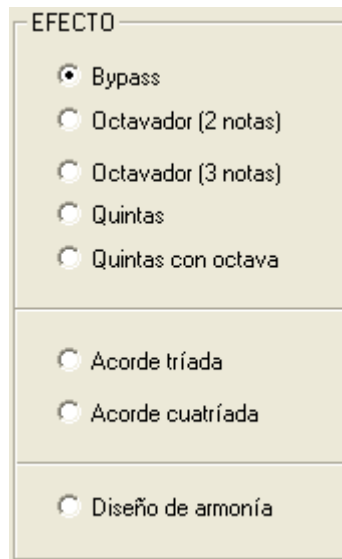 EFECTO
Bypass
Octavador (2 notas)
Octavador (3 notas)
Quintas
Quintas con octava
Acorde tríada
Acorde cuatríada
Diseño de armonía